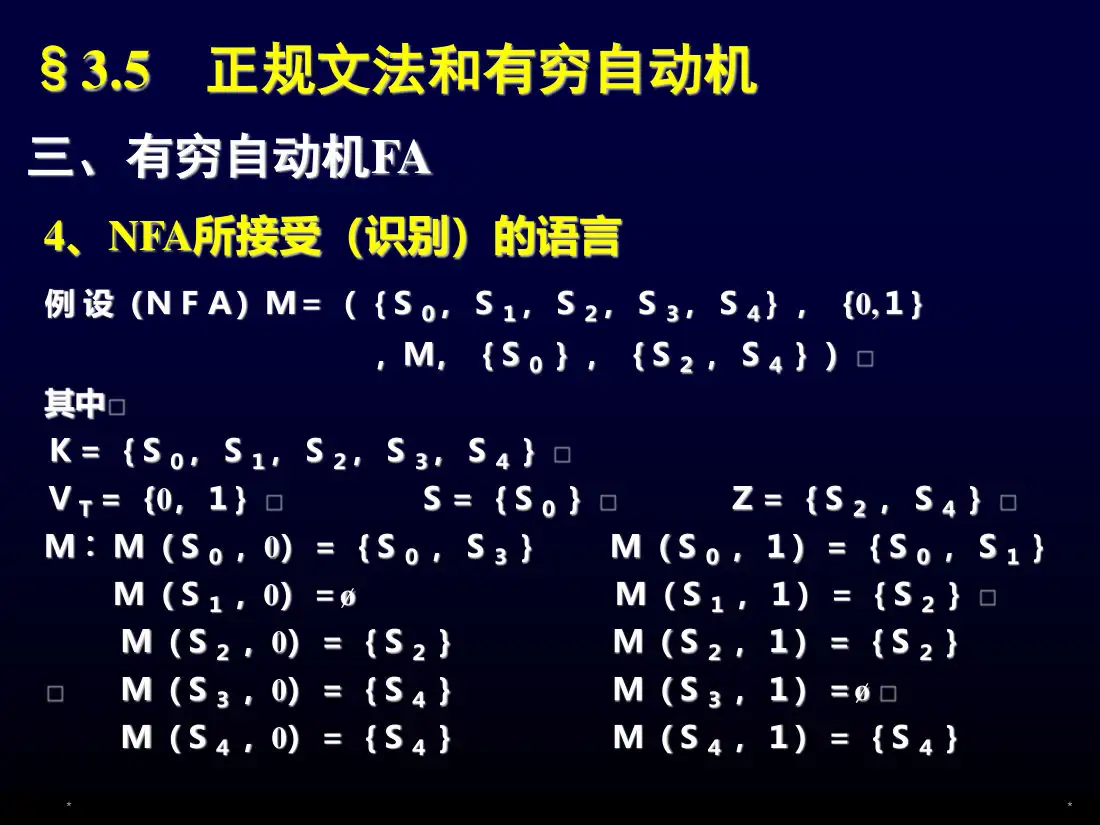 §3.5 正规文法和有穷自动机
三、有穷自动机FA
4、NFA所接受（识别）的语言
例设（NFA）M=（{S0，S1，S2，S3，S4}， {0,1}
，M，{S0}，{S2，S4}）□
其中□
K={S0，S1，S2，S3，S4}□
VT={0，1}□ S={S0}□ Z={S2，S4}□
M：M（S0，0）={S0，S3} M（S0，1）={S0，S1}
M（S1，0）=ø M（S1，1）={S2}□
M（S2，0）={S2} M（S2，1）={S2}
□ M（S3，0）={S4} M（S3，1）=ø□
M（S4，0）={S4} M（S4，1）={S4}
* *